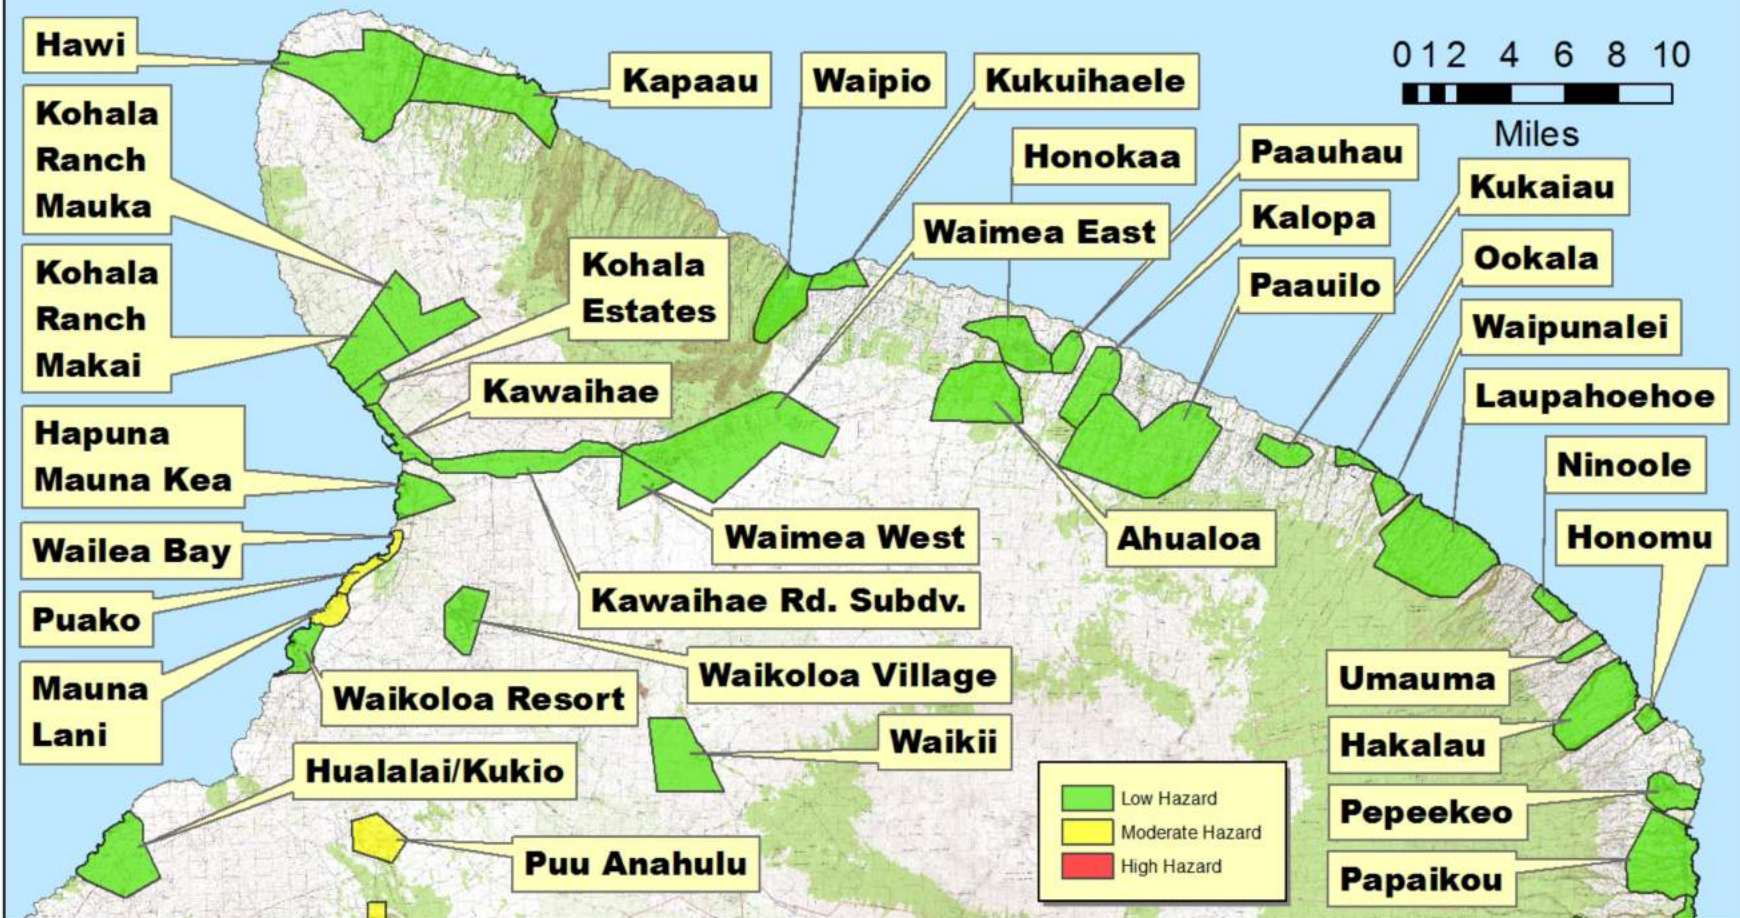 Hawi
Kohala
Ranch
Mauka
Kohala
Ranch
Makai
Hapuna
Mauna Kea
Wailea Bay
Puako
Mauna
Lani
Kapaau
Waipio
Kukuihaele
Honokaa
Waimea East
Kohala
Estates
Kawaihae
Paauhau
Kalopa
Paauilo
0 1 2 4 6 8 10
Miles
Kukaiau
Ookala
Waipunalei
Laupahoehoe
Ninoole
Honomu
Waimea West
Ahualoa
Kawaihae Rd. Subdv.
Waikoloa Village
Waikoloa Resort
Waikii
Hualalai/Kukio
Puu Anahulu
Umauma
Hakalau
Pepeekeo
Papaikou
Low Hazard
Moderate Hazard
High Hazard